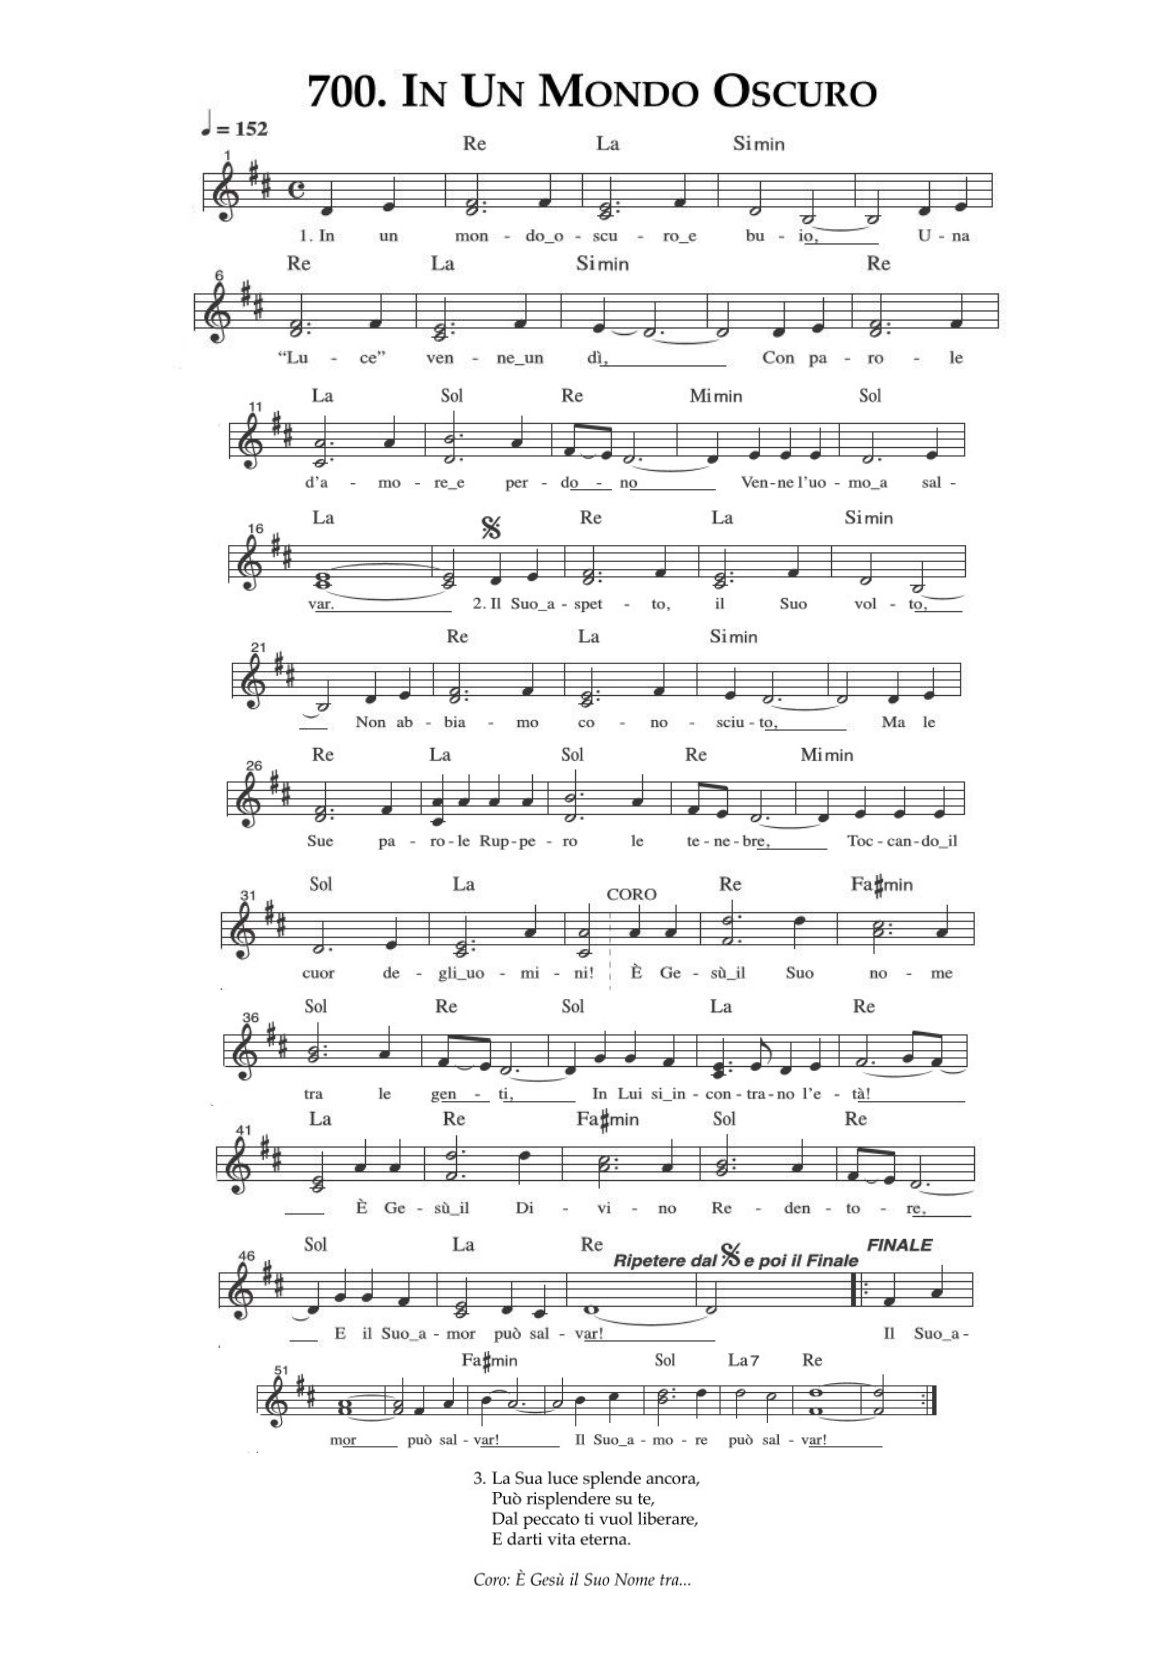 700. In Un Mondo Oscuro
= 152
Re La Simin
1
1. In un mon - do_o - scu - ro_e bu - io, U - na
Re La Simin Re
6
“Lu - ce” ven - ne_un dì, Con pa - ro - le
La Sol Re Mimin Sol
11
d'a - mo - re_e per - do - no Ven - ne l'uo - mo_a sal -
La Re La Simin
16
var. 2. Il Suo_a - spet - to, il Suo vol - to,
Re La Simin
21
Non ab - bia - mo co - no - sciu - to, Ma le
Re La Sol Re Mimin
26
Sue pa - ro - le Rup - pe - ro le te - ne - bre, Toc - can - do_il
Sol La CORO Re Fa#min
31
cuor de - gli_uo - mi - ni! È Ge - sù_il Suo no - me
Sol Re Sol La Re
36
tra le gen - ti, In Lui si_in - con - tra - no l'e - tà!
La Re Fa#min Sol Re
41
È Ge - sù_il Di - vi - no Re - den - to - re,
Sol La Re Ripetere dal e poi il Finale FINALE
46
E il Suo_a - mor può sal - var! Il Suo_a -
Fa#min Sol La7 Re
51
mor può sal - var! Il Suo_a - mo - re può sal - var!
3. La Sua luce splende ancora,
Può risplendere su te,
Dal peccato ti vuol liberare,
E darti vita eterna.
Coro: È Gesù il Suo Nome tra...